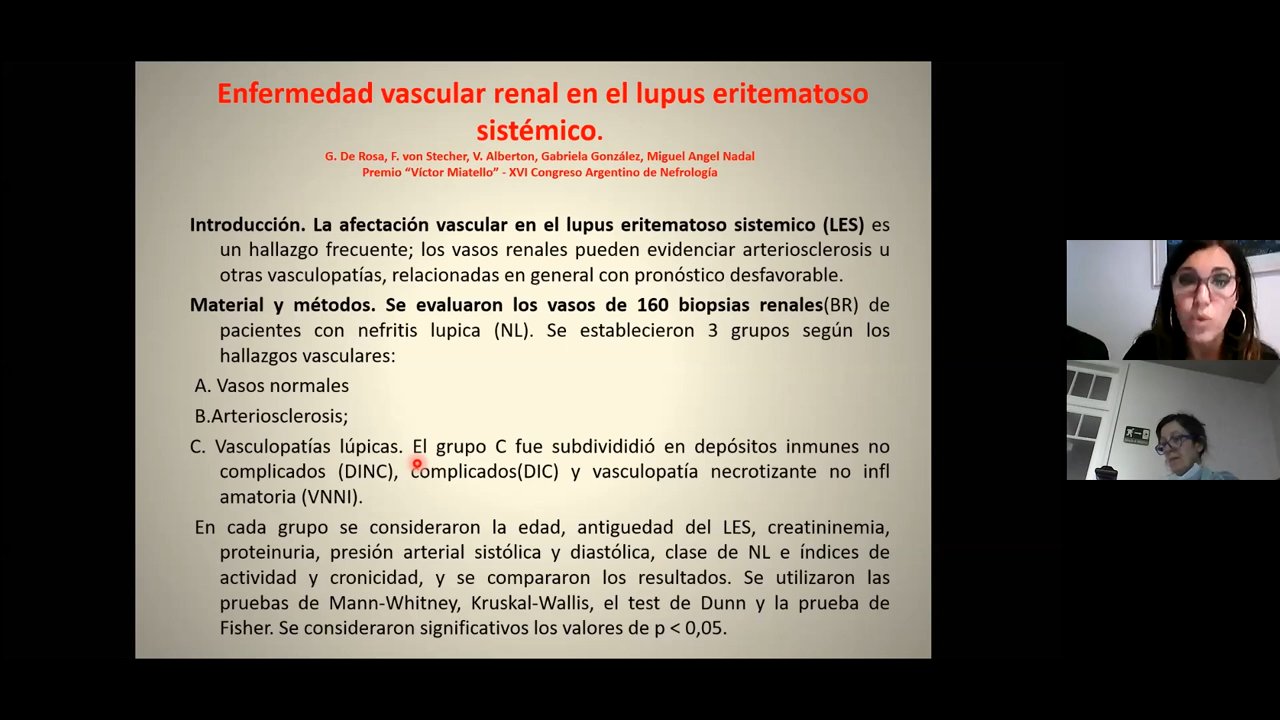 Enfermedad vascular renal en el lupus eritematoso
sistémico.
G. De Rosa, F. von Stecher, V. Alberton, Gabriela González, Miguel Angel Nadal
Premio “Víctor Miatello” - XVI Congreso Argentino de Nefrología
Introducción. La afectación vascular en el lupus eritematoso sistemico (LES) es
un hallazgo frecuente; los vasos renales pueden evidenciar arteriosclerosis u
otras vasculopatías, relacionadas en general con pronóstico desfavorable.
Material y métodos. Se evaluaron los vasos de 160 biopsias renales(BR) de
pacientes con nefritis lupica (NL). Se establecieron 3 grupos según los
hallazgos vasculares:
A. Vasos normales
B.Arteriosclerosis;
C. Vasculopatías lúpicas. El grupo C fue subdivididió en depósitos inmunes no
complicados (DINC), complicados(DIC) y vasculopatía necrotizante no infl
amatoria (VNNI).
En cada grupo se consideraron la edad, antiguedad del LES, creatininemia,
proteinuria, presión arterial sistólica y diastólica, clase de NL e índices de
actividad y cronicidad, y se compararon los resultados. Se utilizaron las
pruebas de Mann-Whitney, Kruskal-Wallis, el test de Dunn y la prueba de
Fisher. Se consideraron significativos los valores de p < 0,05.